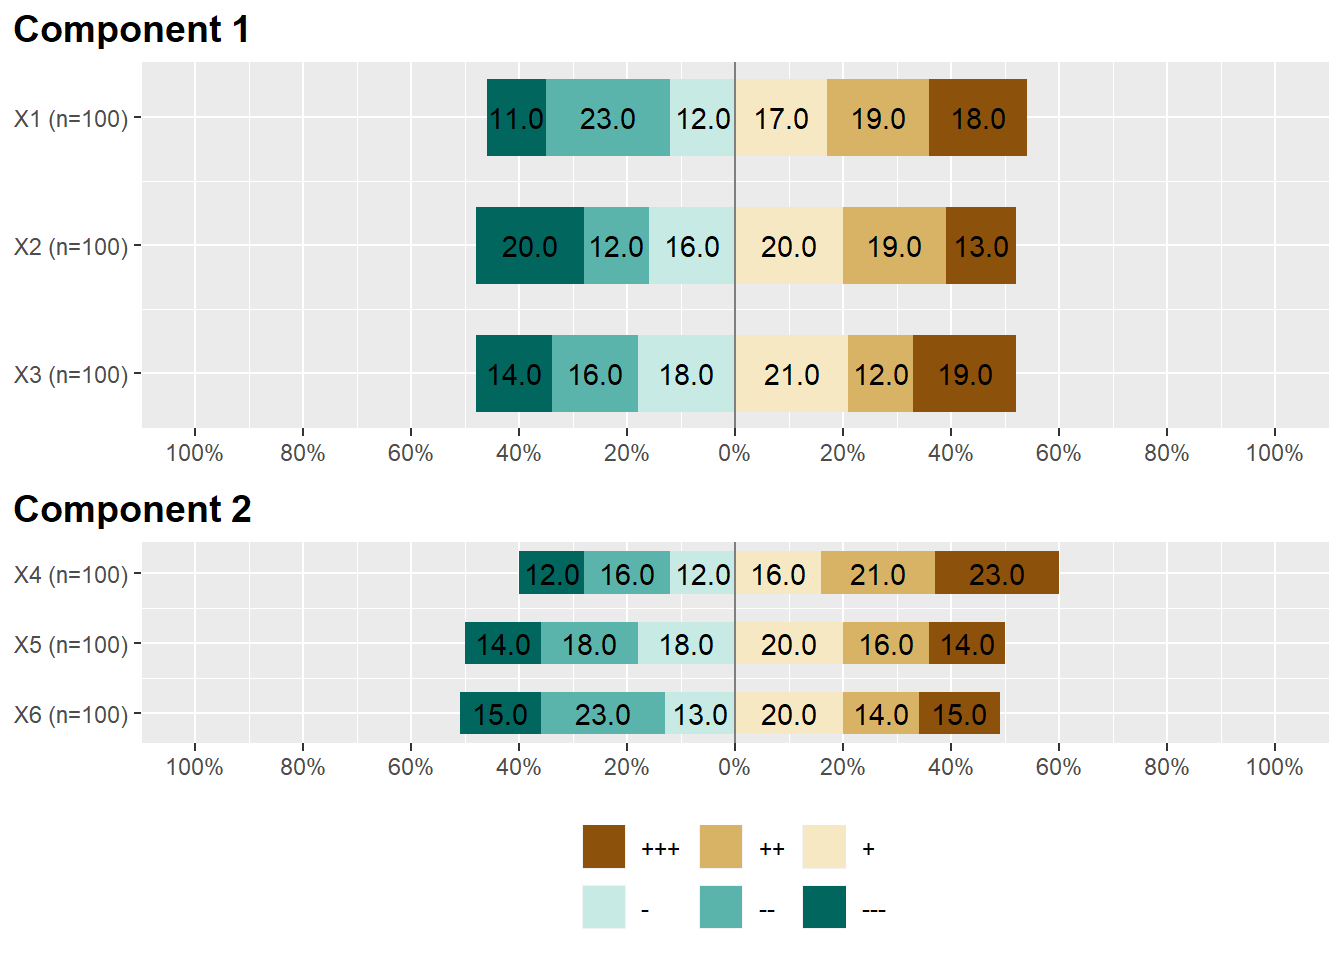 Component 1
X1 (n=100) 11.0 23.0 12.0 17.0 19.0 18.0
X2 (n=100) 20.0 12.0 16.0 20.0 19.0 13.0
X3 (n=100) 14.0 16.0 18.0 21.0 12.0 19.0
100% 80% 60% 40% 20% 0% 20% 40% 60% 80% 100%
Component 2
X4 (n=100) 12.0 16.0 12.0 16.0 21.0 23.0
X5 (n=100) 14.0 18.0 18.0 20.0 16.0 14.0
X6 (n=100) 15.0 23.0 13.0 20.0 14.0 15.0
100% 80% 60% 40% 20% 0% 20% 40% 60% 80% 100%
+++ ++ +
- -- ---